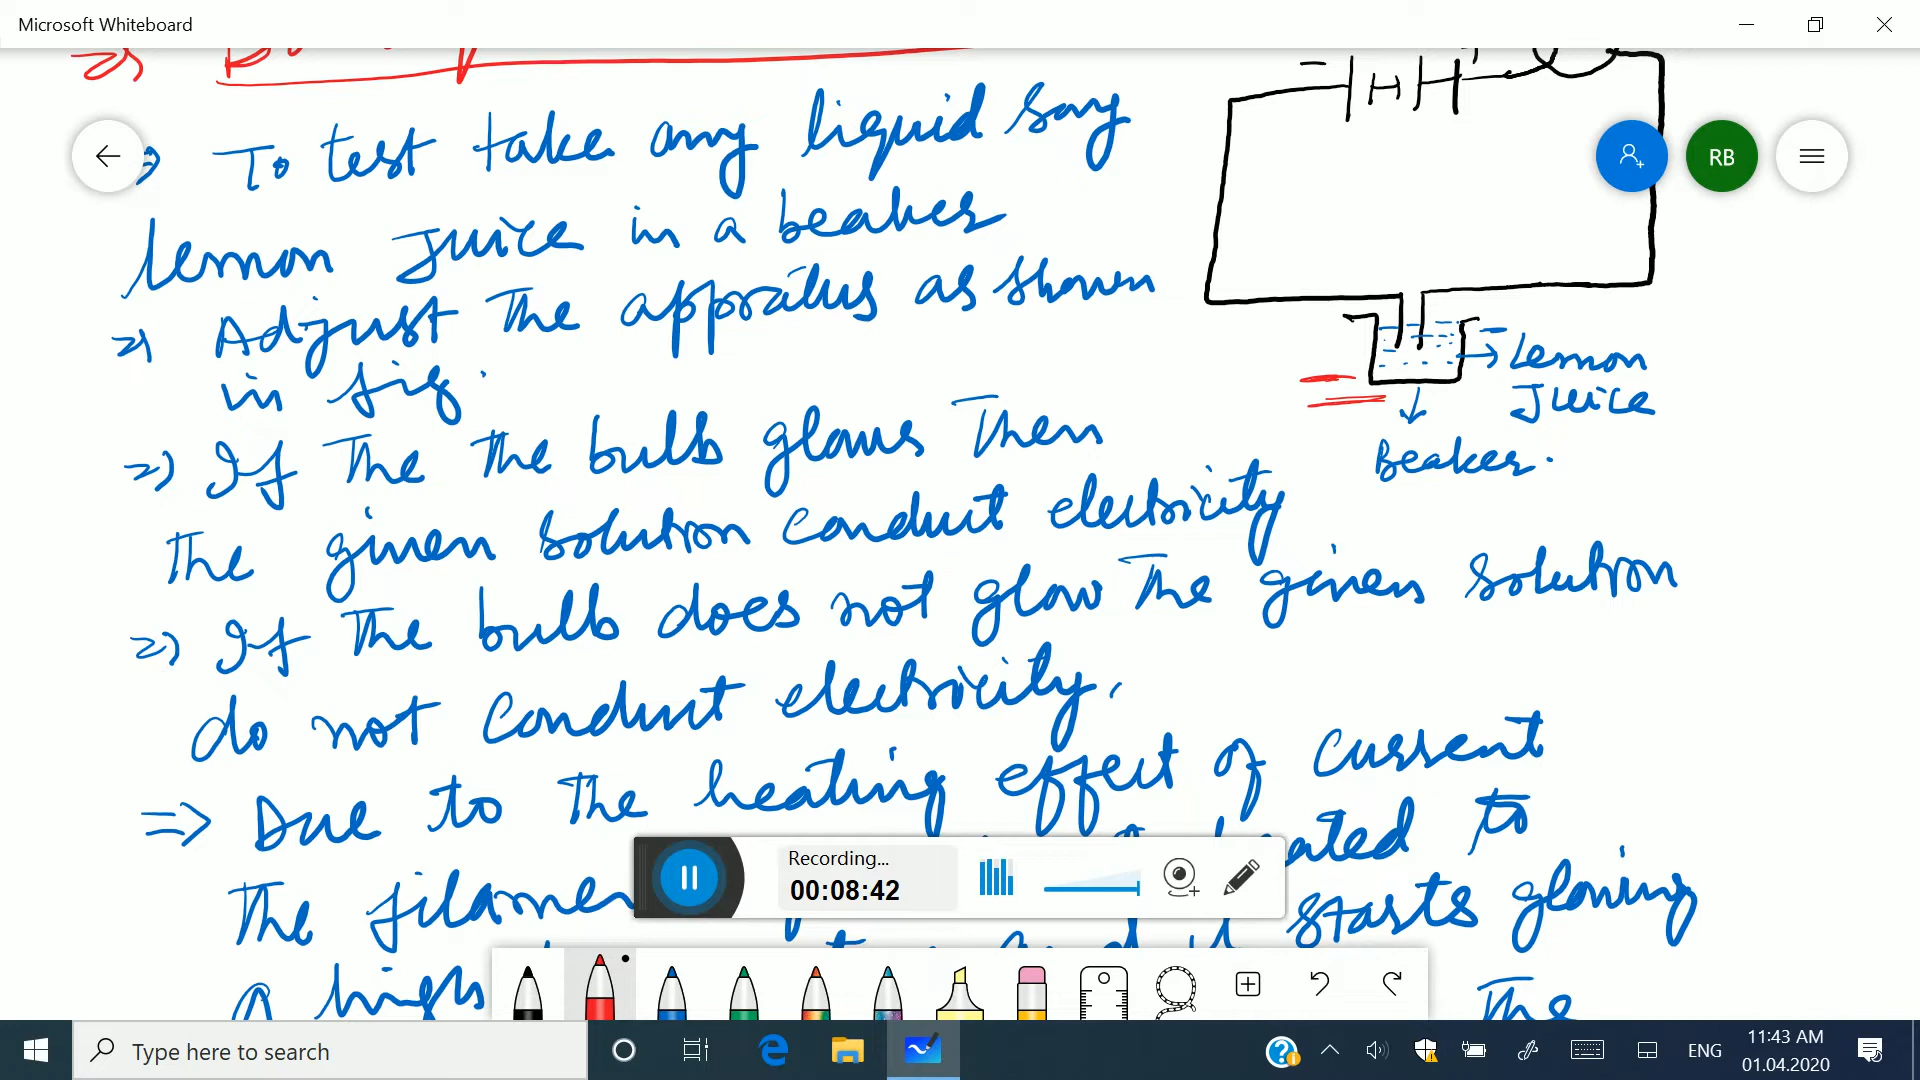 Microsoft Whiteboard
=>
- +
=> To test take any liquid say
lemon Juice in a beaker
=> Adjust the appratus as shown
in fig.
=> If the the bulb glows then
the given solution conduct electricity
=> If the bulb does not glow the given solution
do not conduct electricity.
=> Due to the heating effect of current
the heated to
starts glowing
a high
the
→ Lemon
Juice
Beaker.
RB
Recording...
00:08:42
Type here to search
ENG
11:43 AM
01.04.2020